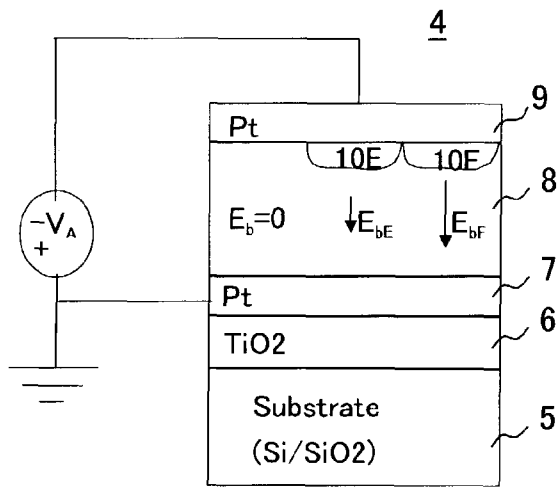 4
9
Pt
10E 10F
8
-VA
+
Eb=0
EbE
EbF
7
Pt
6
TiO2
Substrate
5
(Si/SiO2)